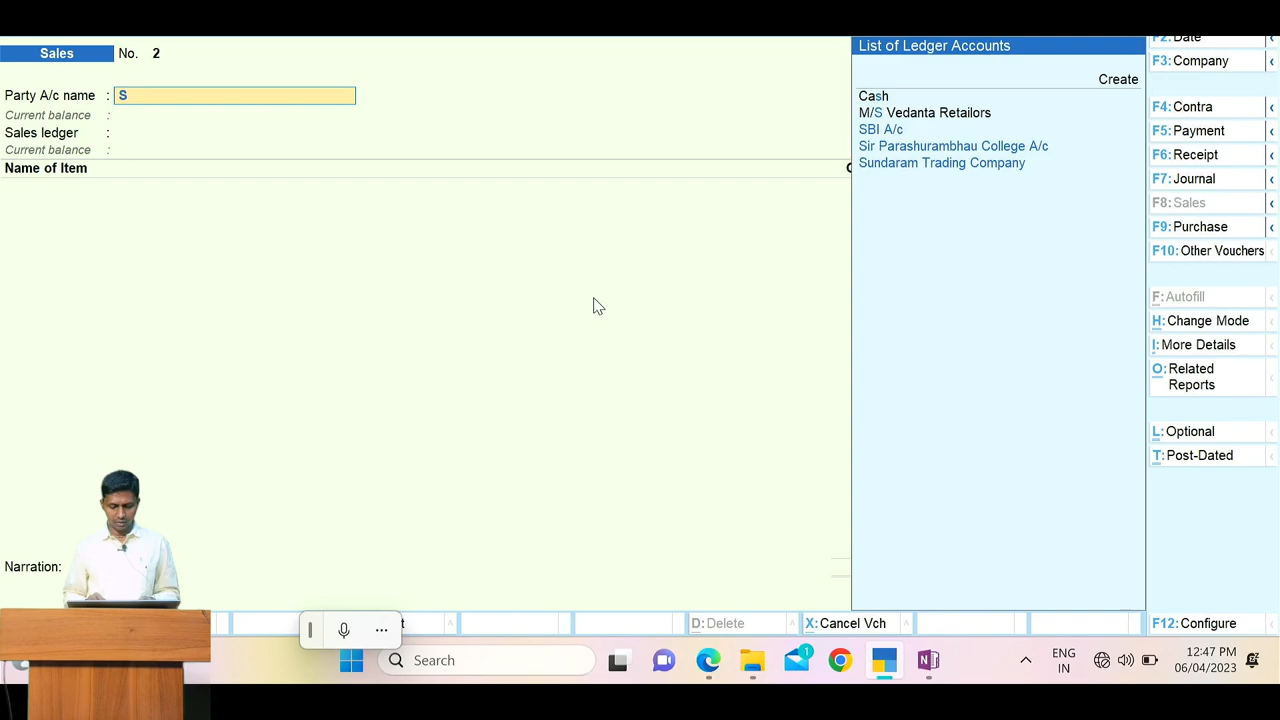 Sales No. 2
Party A/c name : S
Current balance :
Sales ledger :
Current balance :
Name of Item
Narration:
List of Ledger Accounts
Create
Cash
M/S Vedanta Retailors
SBI A/c
Sir Parashurambhau College A/c
Sundaram Trading Company
F2: Date
F3: Company
F4: Contra
F5: Payment
F6: Receipt
F7: Journal
F8: Sales
F9: Purchase
F10: Other Vouchers
F: Autofill
H: Change Mode
I: More Details
O: Related
Reports
L: Optional
T: Post-Dated
D: Delete
X: Cancel Vch
F12: Configure
Search
1
ENG
IN
12:47 PM
06/04/2023